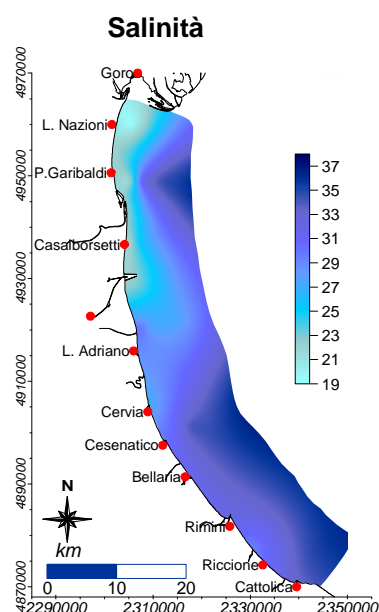 Salinità
4970000
Goro
L. Nazioni
4950000
P.Garibaldi
37
35
33
31
29
27
25
23
21
19
Casalborsetti
4930000
L. Adriano
4910000
Cervia
Cesenatico
Bellaria
4890000
N
Rimini
km
Riccione
0 10 20
Cattolica
4870000
22290000 2310000 2330000 2350000